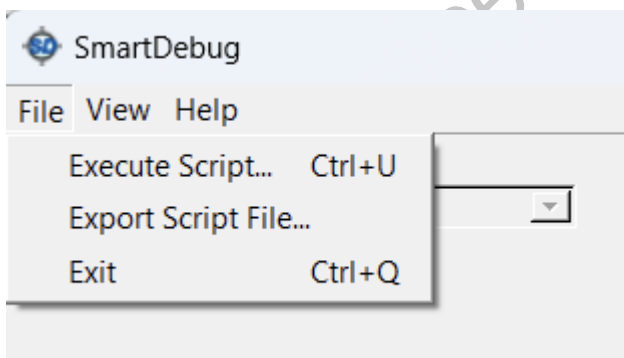 SmartDebug
File View Help
Execute Script... Ctrl+U
Export Script File...
Exit Ctrl+Q